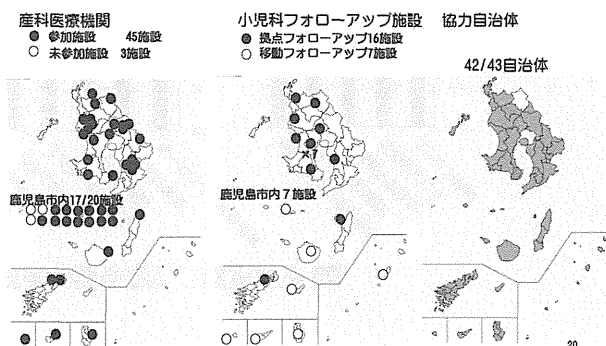 産科医療機関
● 参加施設 45施設
○ 未参加施設 3施設
鹿児島市内17/20施設
小児科フォローアップ施設
● 拠点フォローアップ16施設
○ 移動フォローアップ7施設
×7
鹿児島市内7施設
協力自治体
42/43自治体
20